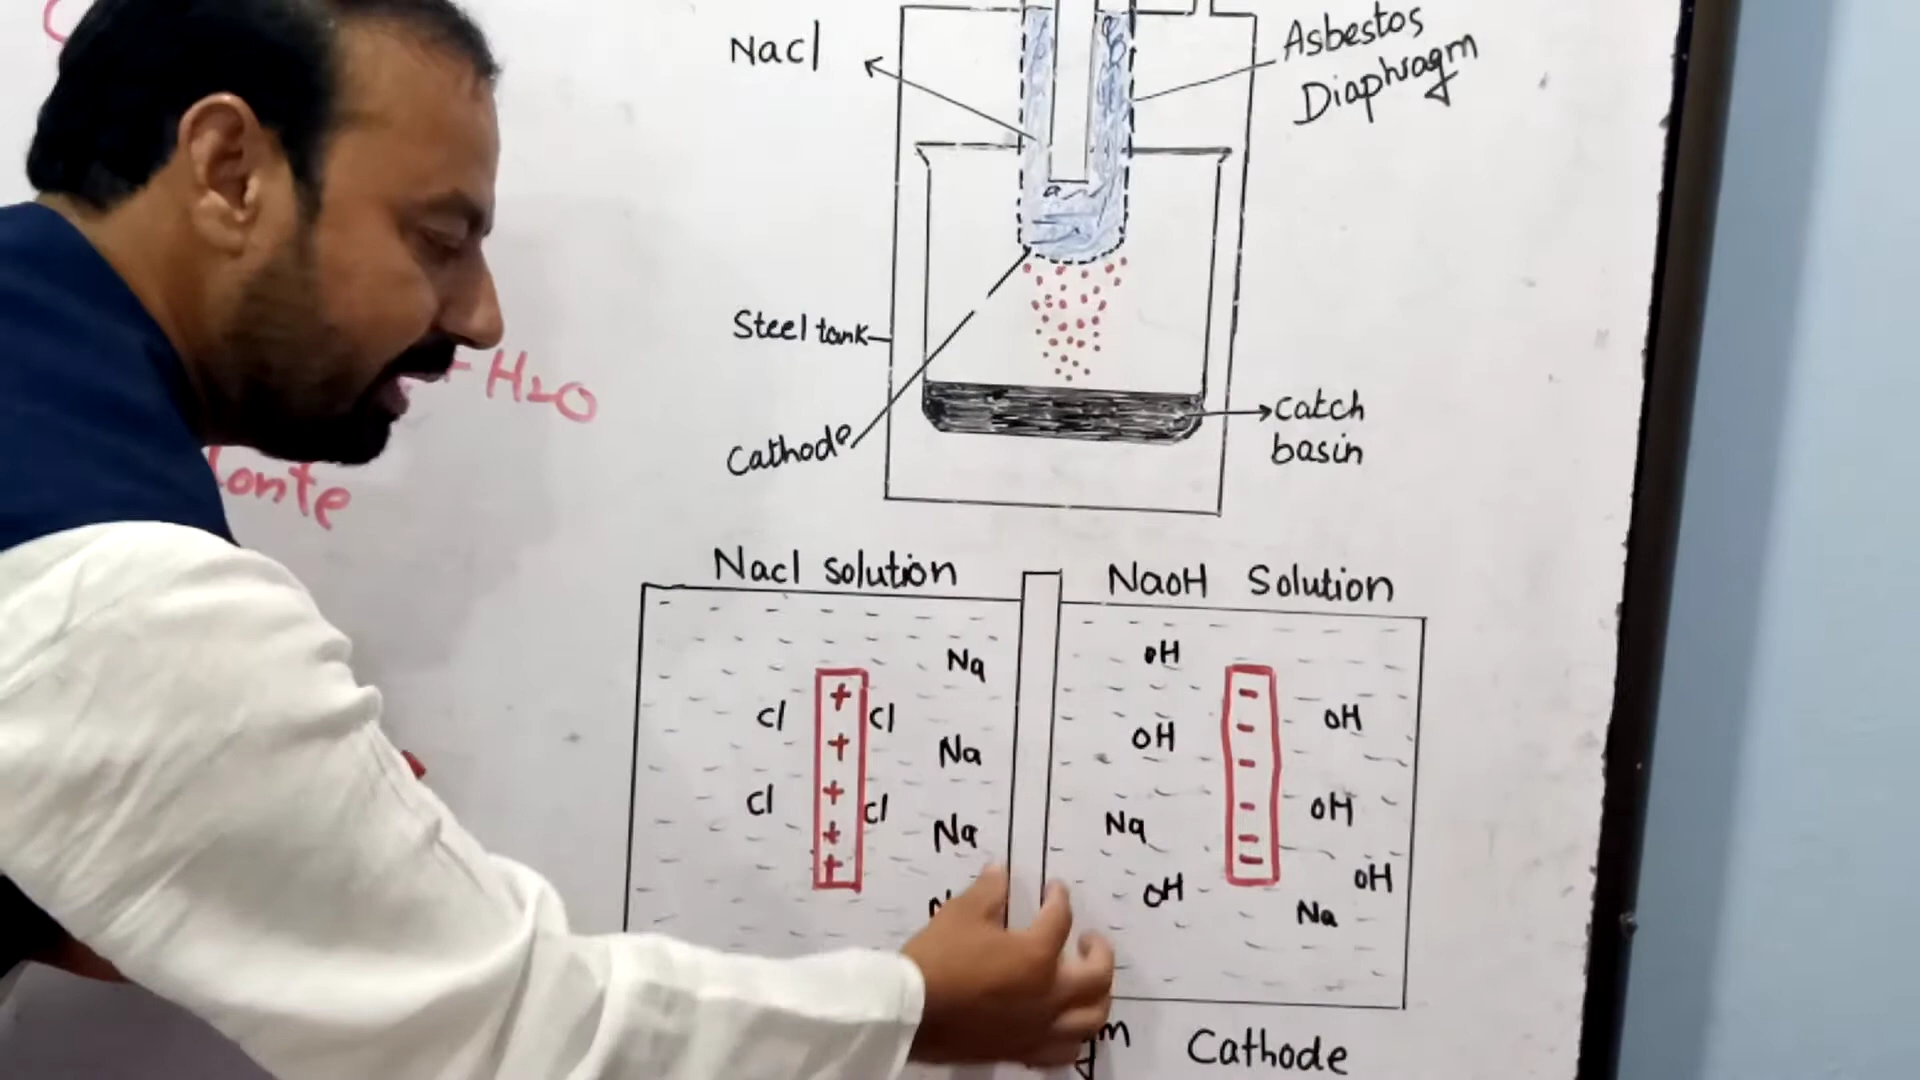 Nacl
Asbestos
Diaphragm
Steel tank
H2O
Cathode
Catch
basin
Nacl solution
NaoH Solution
Na
oH
+
-
Cl
Cl
oH
-
+
Na
oH
-
+
Cl
Cl
-
oH
+
Na
Na
-
+
-
oH
oH
Na
Cathode